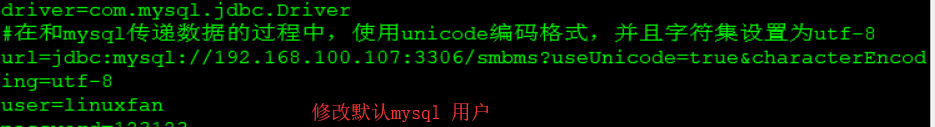 driver=com.mysql.jdbc.Driver
#在和mysql传递数据的过程中，使用unicode编码格式，并且字符集设置为utf-8
url=jdbc:mysql://192.168.100.107:3306/smbms?useUnicode=true&characterEncod
ing=utf-8
user=linuxfan
修改默认mysql 用户
password=123123